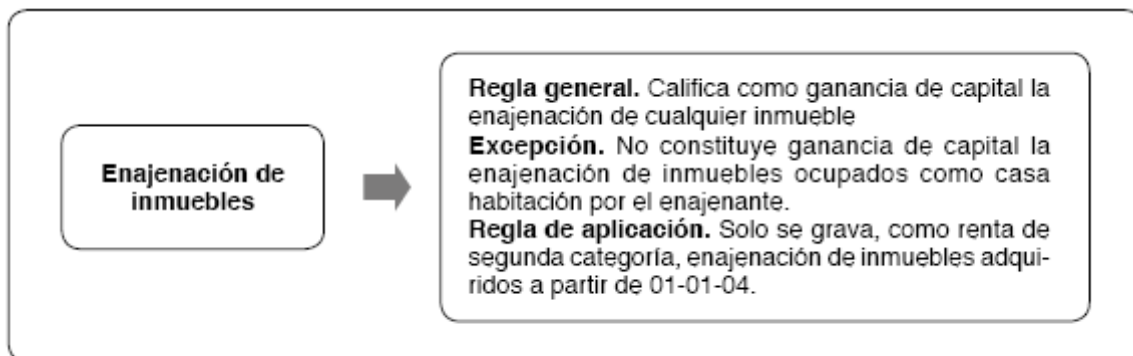 Enajenación de
inmuebles
Regla general. Califica como ganancia de capital la
enajenación de cualquier inmueble
Excepción. No constituye ganancia de capital la
enajenación de inmuebles ocupados como casa
habitación por el enajenante.
Regla de aplicación. Solo se grava, como renta de
segunda categoría, enajenación de inmuebles adqui-
ridos a partir de 01-01-04.